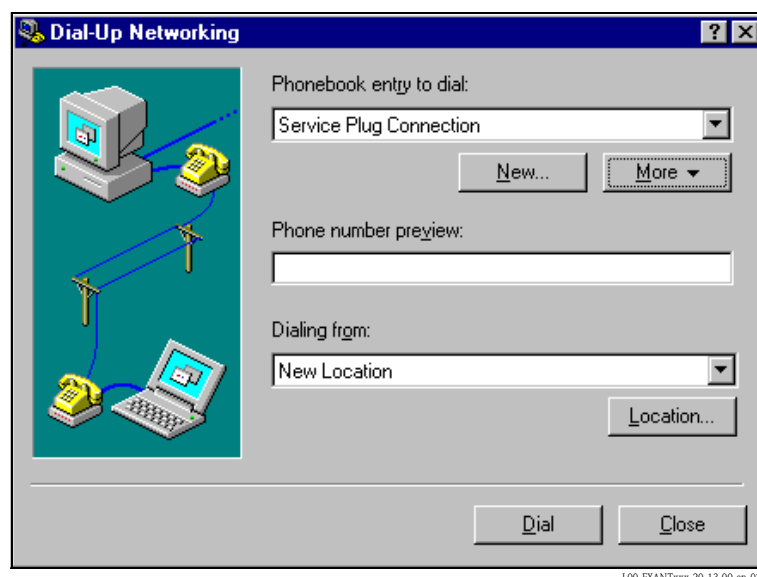 Dial-Up Networking
Phonebook entry to dial:
Service Plug Connection
New...
More
Phone number preview:
Dialing from:
New Location
Location...
Dial
Close